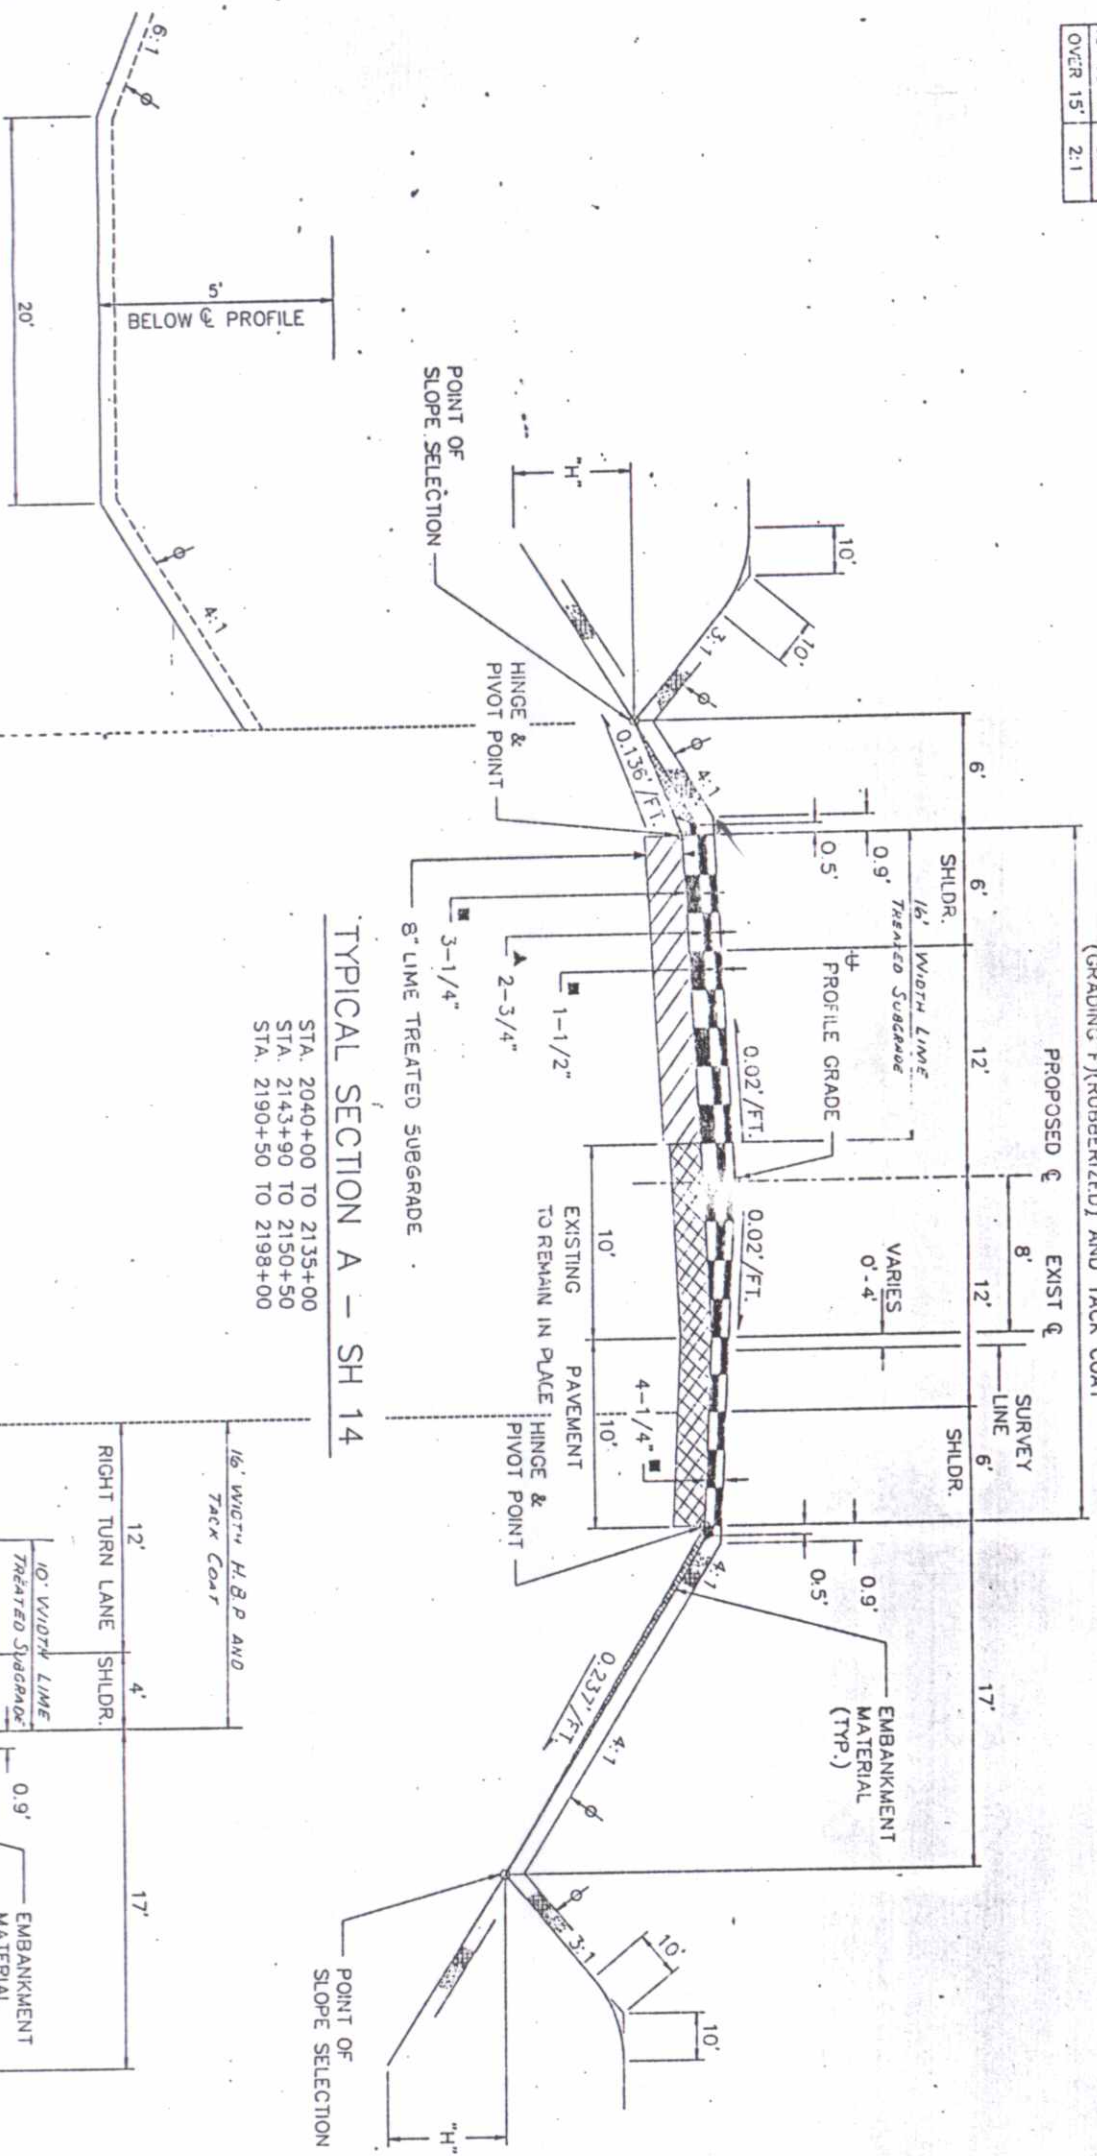 OVER 15' 2:1
(GRADING F)(RUBBERIZED) AND TACK COAT
PROPOSED ℄ EXIST ℄
8'
SURVEY
LINE
6' 6' 12' 12' 6' 17'
SHLDR. SHLDR.
VARIES
0'-4'
0.9' 0.9'
0.5' 0.5'
16' WIDTH LIME
TREATED SUBGRADE
PROFILE GRADE
0.02'/FT. 0.02'/FT.
10' 10'
3:1 Ø
Ø 4:1
0.136'/FT.
"H"
POINT OF
SLOPE SELECTION
HINGE &
PIVOT POINT
1-1/2"
2-3/4"
3-1/4"
8" LIME TREATED SUBGRADE
10' 10'
EXISTING PAVEMENT
TO REMAIN IN PLACE
4-1/4"
HINGE &
PIVOT POINT
4:1
EMBANKMENT
MATERIAL
(TYP.)
0.237'/FT.
4:1 Ø
Ø 3:1
10' 10'
POINT OF
SLOPE SELECTION
"H"
TYPICAL SECTION A – SH 14
STA. 2040+00 TO 2135+00
STA. 2143+90 TO 2150+50
STA. 2190+50 TO 2198+00
6:1 Ø
5'
BELOW ℄ PROFILE
Ø 4:1
20'
16' WIDTH H.B.P AND
TACK COAT
12' 4' 17'
RIGHT TURN LANE SHLDR.
10' WIDTH LIME
TREATED SUBGRADE
0.9'
EMBANKMENT
MATERIAL